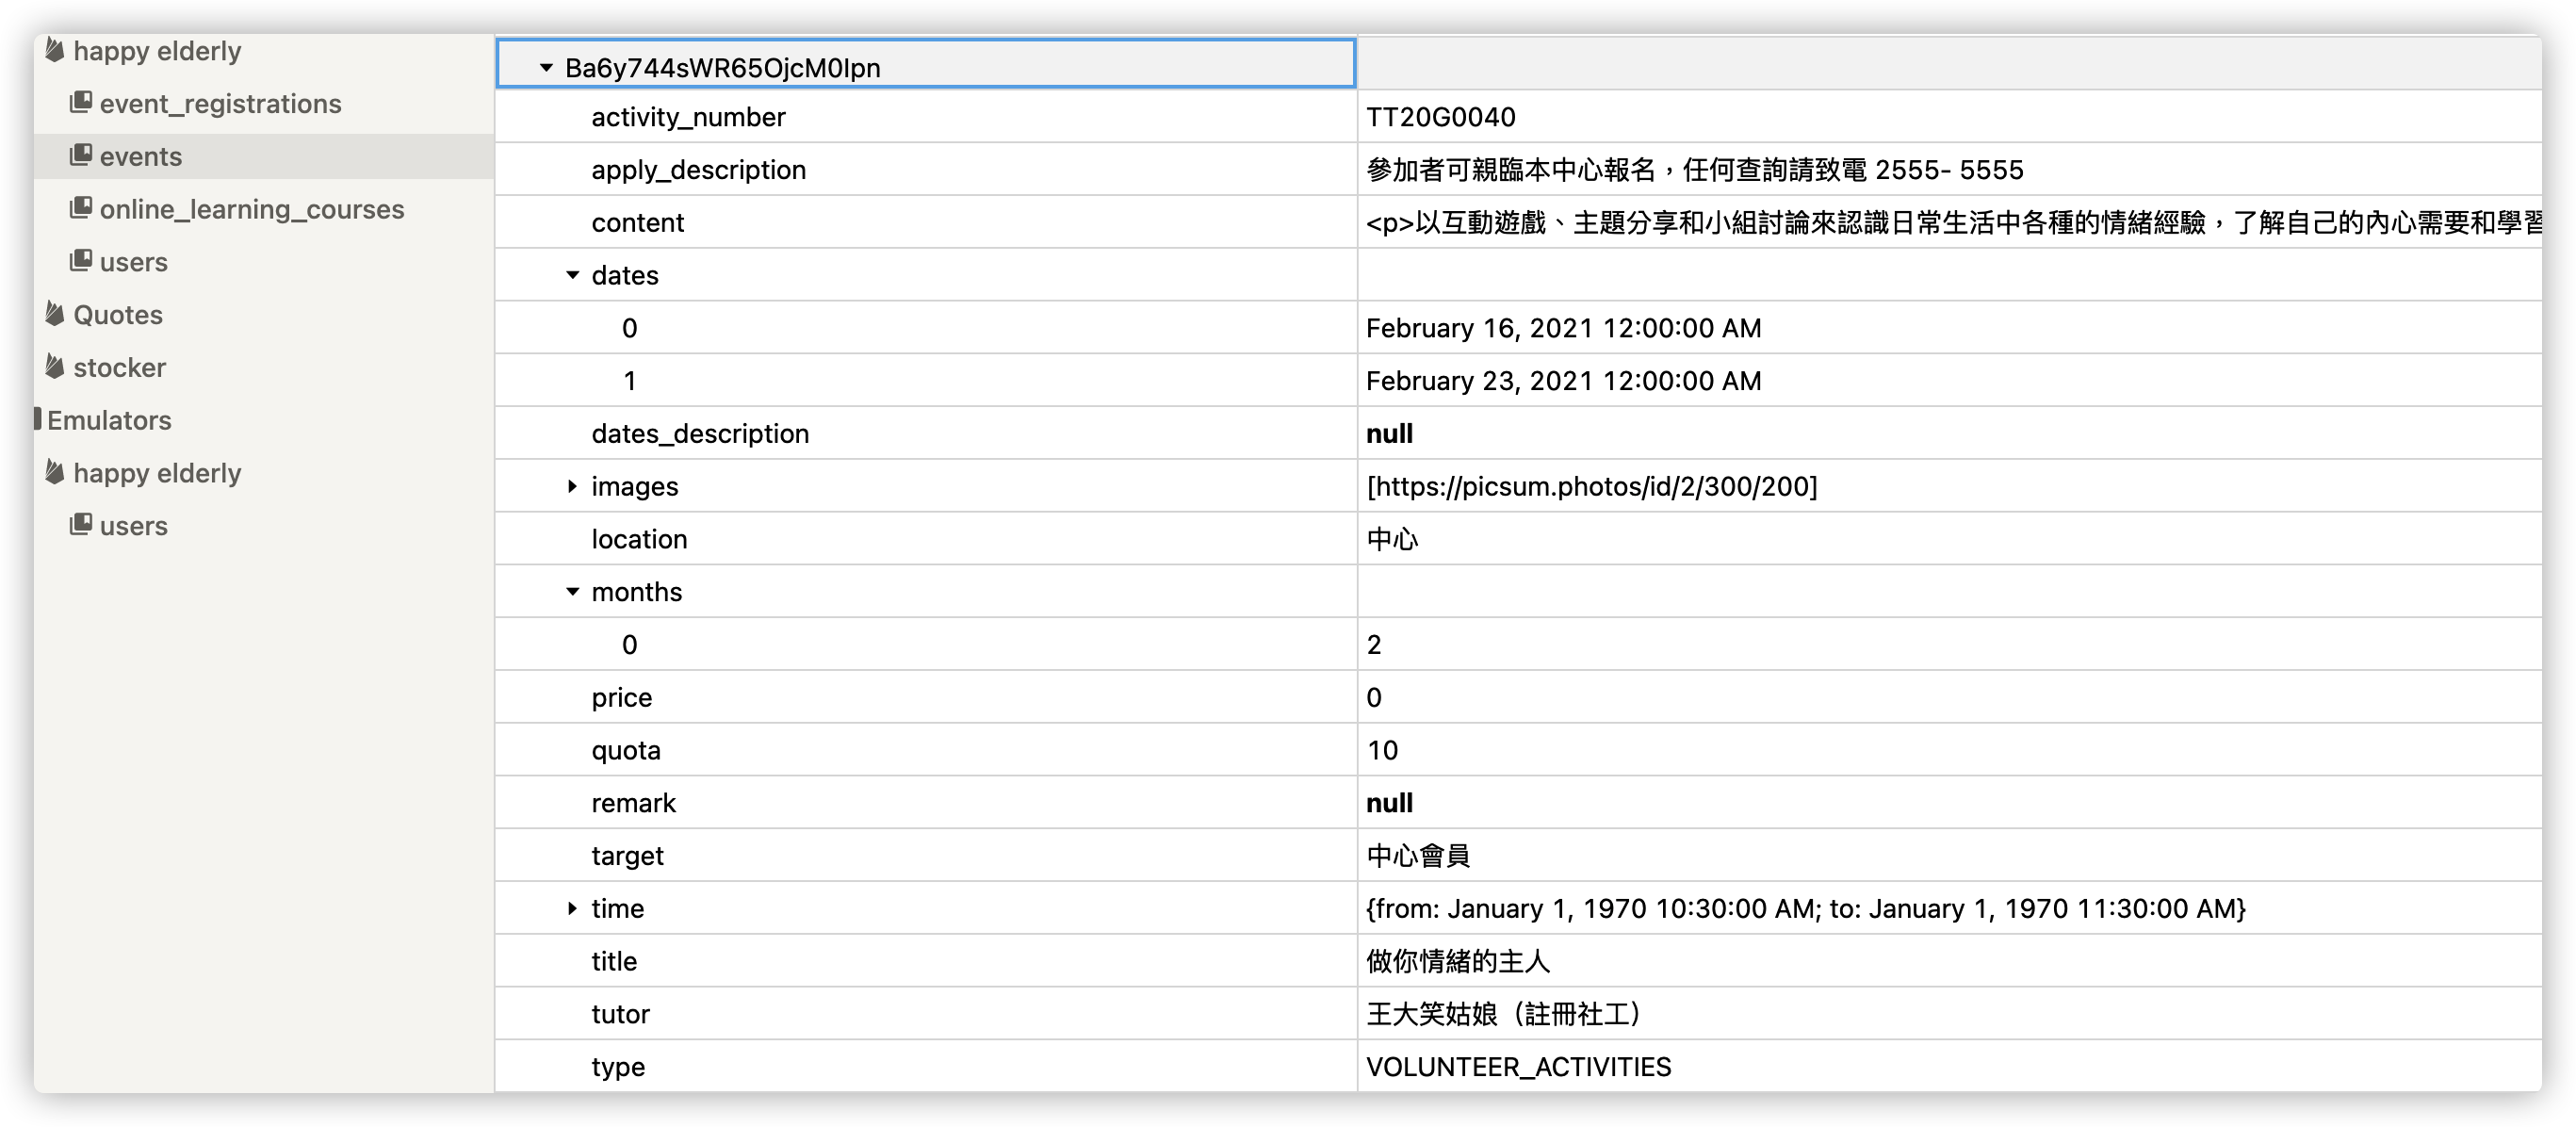 happy elderly
event_registrations
events
online_learning_courses
users
Quotes
stocker
Emulators
happy elderly
users
Ba6y744sWR65OjcM0Ipn
activity_number TT20G0040
apply_description 參加者可親臨本中心報名，任何查詢請致電 2555- 5555
content <p>以互動遊戲、主題分享和小組討論來認識日常生活中各種的情緒經驗，了解自己的內心需要和學習
dates
0 February 16, 2021 12:00:00 AM
1 February 23, 2021 12:00:00 AM
dates_description null
images [https://picsum.photos/id/2/300/200]
location 中心
months
0 2
price 0
quota 10
remark null
target 中心會員
time {from: January 1, 1970 10:30:00 AM; to: January 1, 1970 11:30:00 AM}
title 做你情緒的主人
tutor 王大笑姑娘（註冊社工）
type VOLUNTEER_ACTIVITIES